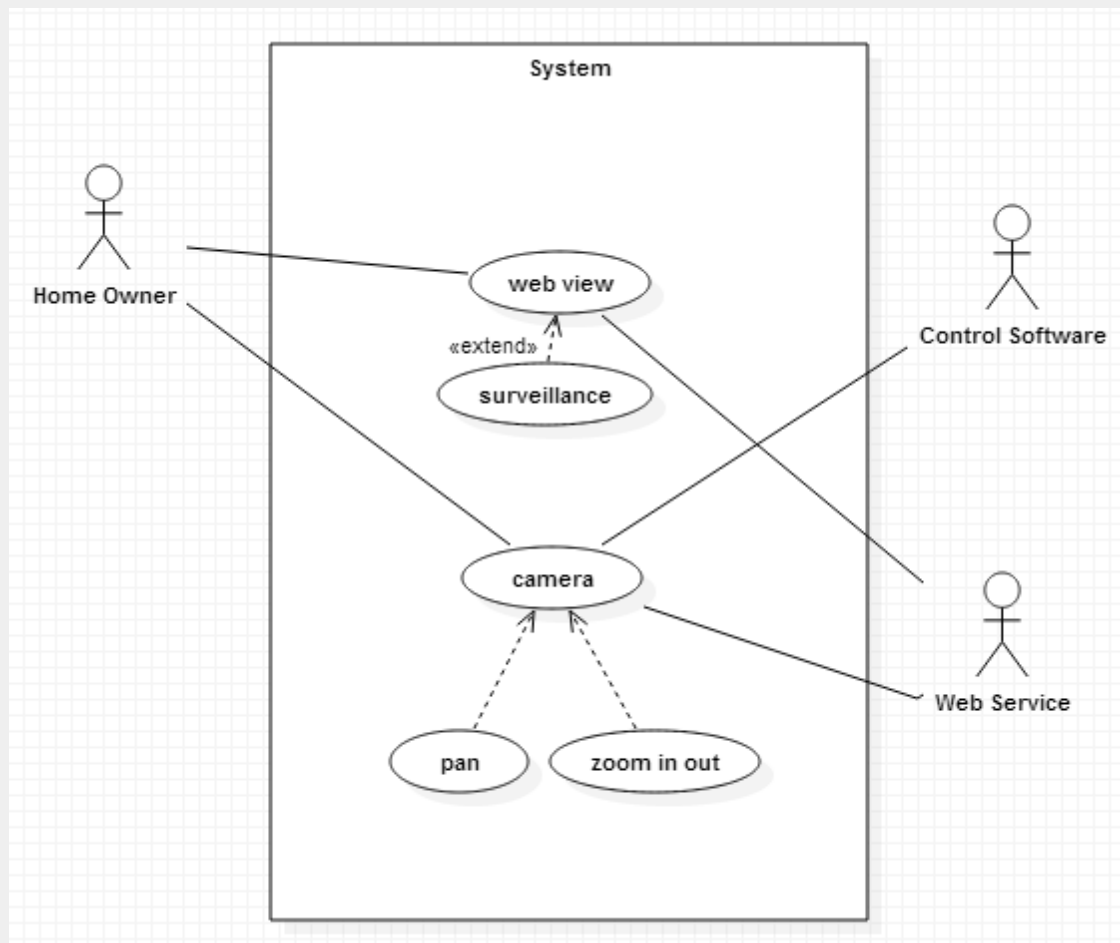 System
Home Owner
web view
«extend»
surveillance
Control Software
camera
Web Service
pan
zoom in out